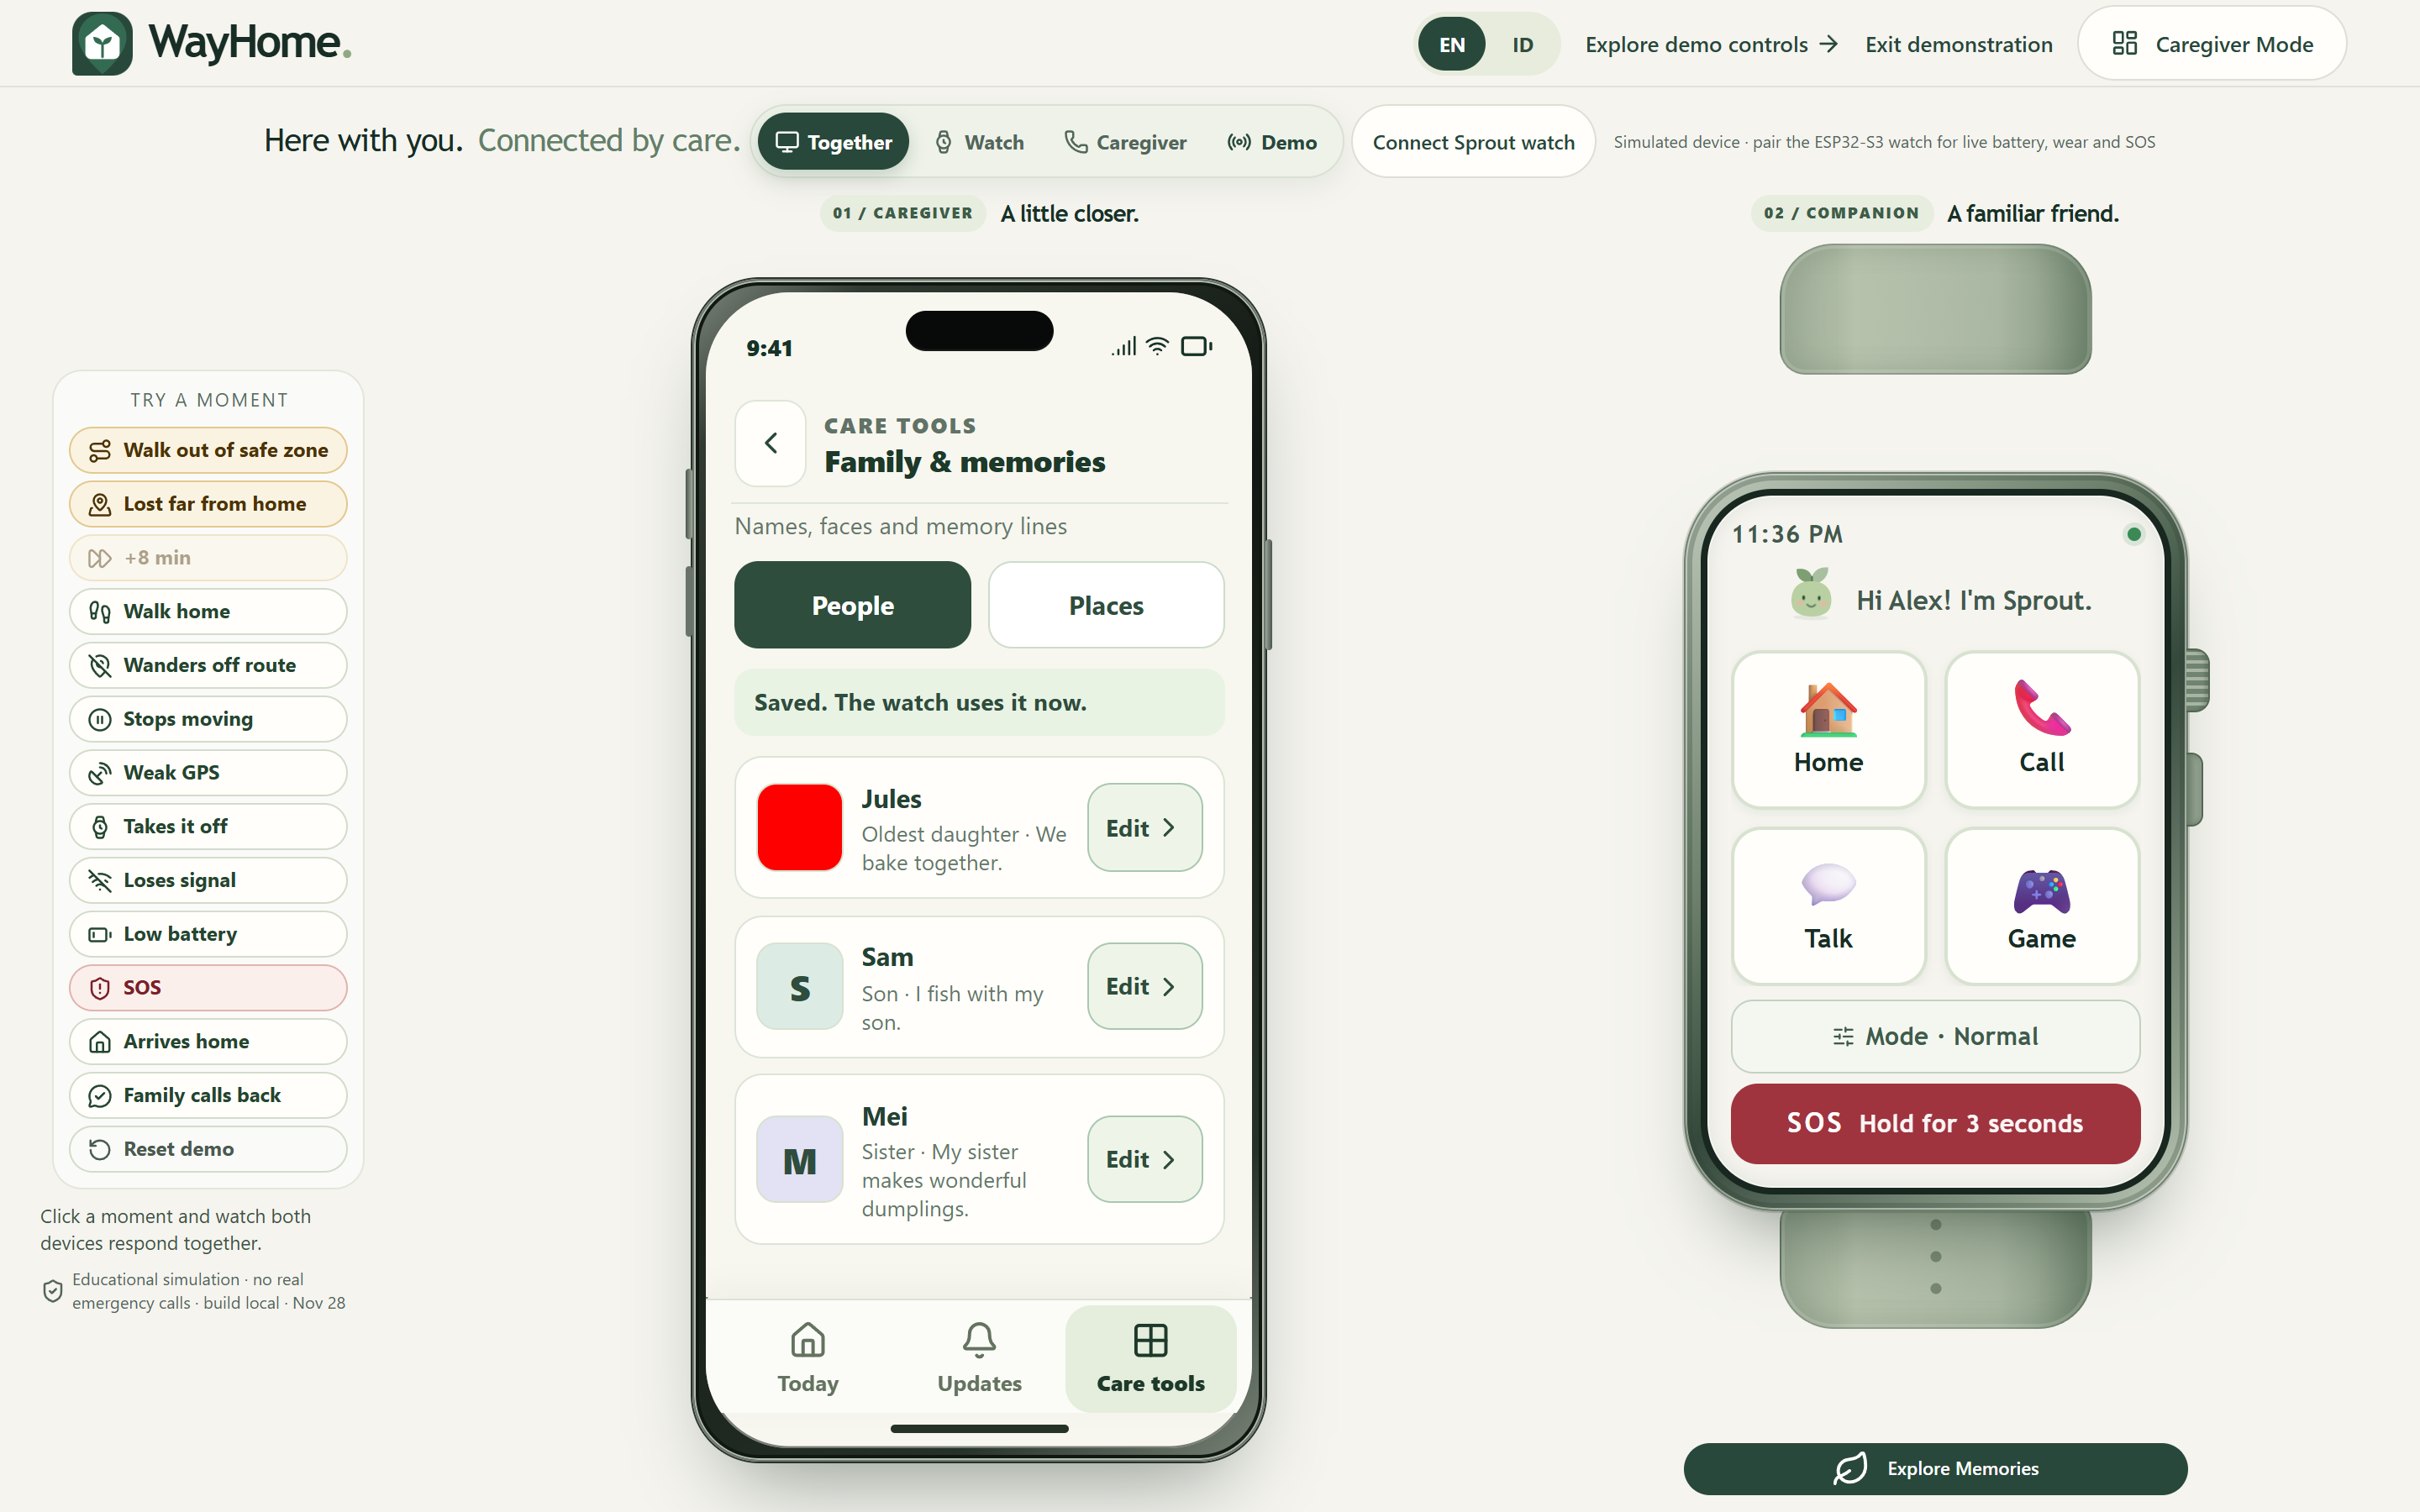 WayHome.
EN
ID
Explore demo controls
Exit demonstration
Caregiver Mode
Here with you. Connected by care.
Together
Watch
Caregiver
Demo
Connect Sprout watch
Simulated device · pair the ESP32-S3 watch for live battery, wear and SOS
01 / CAREGIVER
A little closer.
02 / COMPANION
A familiar friend.
TRY A MOMENT
Walk out of safe zone
Lost far from home
+8 min
Walk home
Wanders off route
Stops moving
Weak GPS
Takes it off
Loses signal
Low battery
SOS
Arrives home
Family calls back
Reset demo
Click a moment and watch both
devices respond together.
Educational simulation · no real
emergency calls · build local · Nov 28
9:41
CARE TOOLS
Family & memories
Names, faces and memory lines
People
Places
Saved. The watch uses it now.
Jules
Oldest daughter · We
bake together.
Edit
S
Sam
Son · I fish with my
son.
Edit
M
Mei
Sister · My sister
makes wonderful
dumplings.
Edit
Today
Updates
Care tools
11:36 PM
Hi Alex! I'm Sprout.
Home
Call
Talk
Game
Mode · Normal
SOS Hold for 3 seconds
Explore Memories